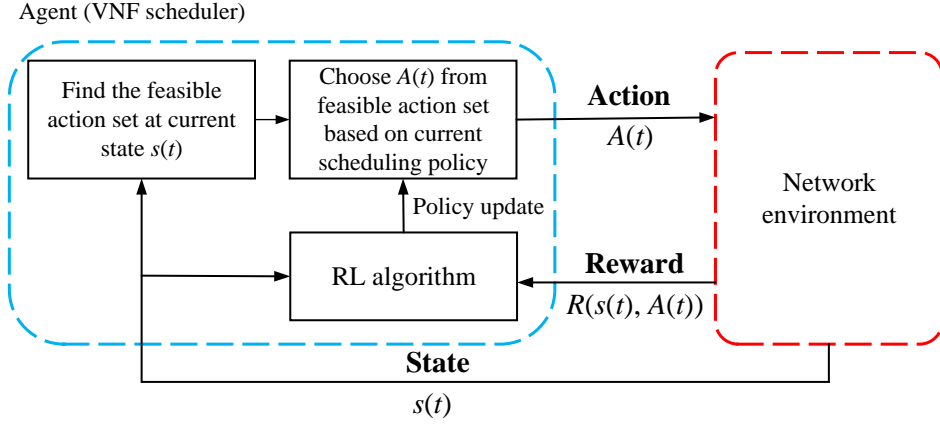 Agent (VNF scheduler)
Find the feasible
action set at current
state s(t)
Choose A(t) from
feasible action set
based on current
scheduling policy
Action
A(t)
Network
environment
Policy update
RL algorithm
Reward
R(s(t), A(t))
State
s(t)